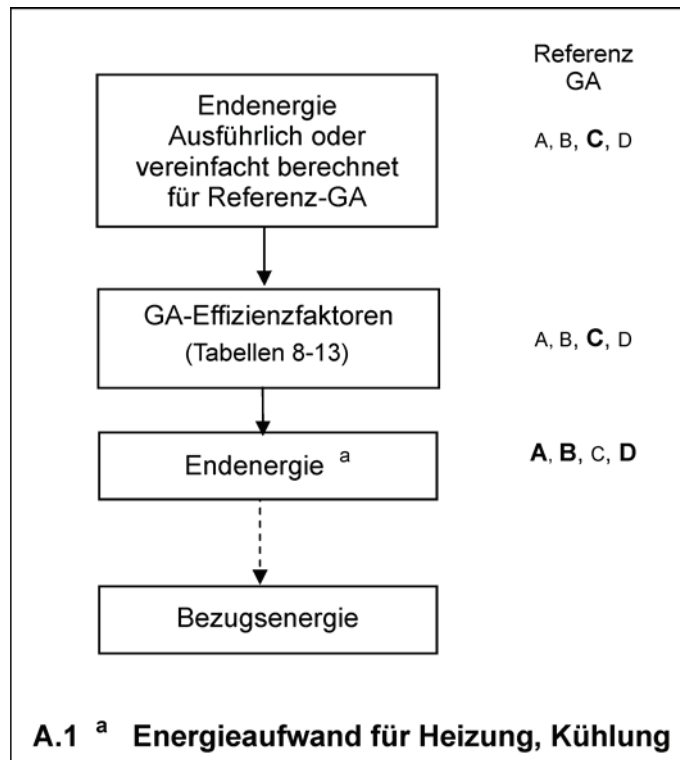 Referenz
GA
Endenergie
Ausführlich oder
vereinfacht berechnet
für Referenz-GA
A, B, C, D
GA-Effizienzfaktoren
(Tabellen 8-13)
A, B, C, D
Endenergie a
A, B, C, D
Bezugsenergie
A.1 a Energieaufwand für Heizung, Kühlung